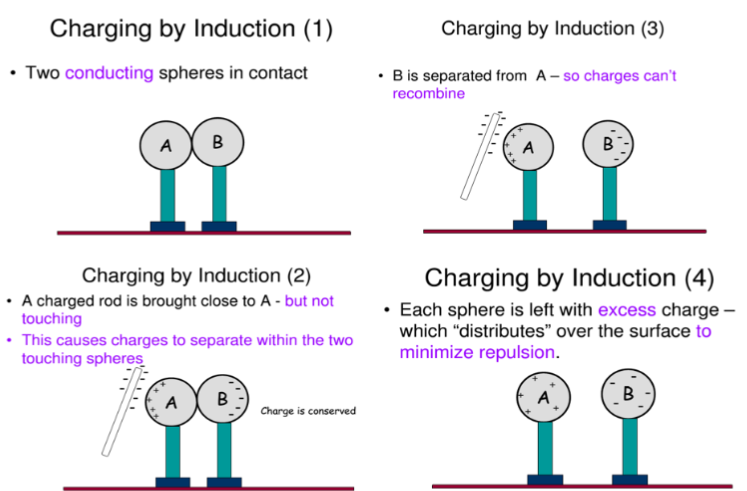 Charging by Induction (1)
• Two conducting spheres in contact
A B
Charging by Induction (2)
• A charged rod is brought close to A - but not
touching
• This causes charges to separate within the two
touching spheres
A B
Charge is conserved
Charging by Induction (3)
• B is separated from A – so charges can't
recombine
A B
Charging by Induction (4)
• Each sphere is left with excess charge –
which “distributes” over the surface to
minimize repulsion.
A B